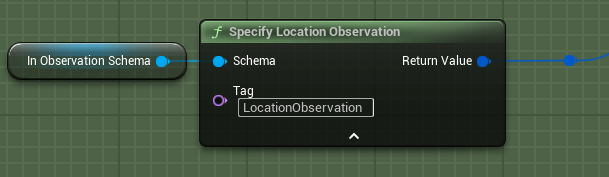 Specify Location Observation
In Observation Schema
Schema
Return Value
Tag
LocationObservation